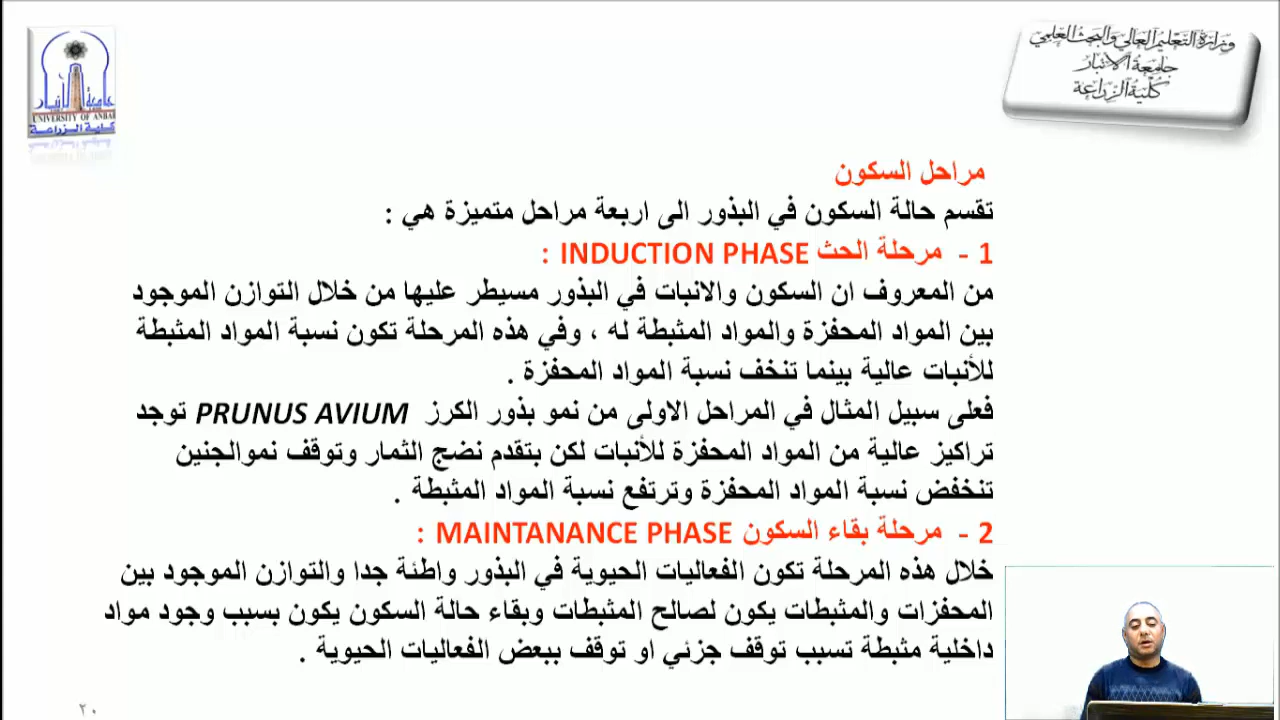 وزارة التعليم العالي والبحث العلمي
جامعة الانبار
كلية الزراعة
جامعة الأنبار
UNIVERSITY OF ANBAR
كلية الزراعة
مراحل السكون
تقسم حالة السكون في البذور الى اربعة مراحل متميزة هي :
1 - مرحلة الحث INDUCTION PHASE :
من المعروف ان السكون والانبات في البذور مسيطر عليها من خلال التوازن الموجود
بين المواد المحفزة والمواد المثبطة له ، وفي هذه المرحلة تكون نسبة المواد المثبطة
للأنبات عالية بينما تنخف نسبة المواد المحفزة .
فعلى سبيل المثال في المراحل الاولى من نمو بذور الكرز PRUNUS AVIUM توجد
تراكيز عالية من المواد المحفزة للأنبات لكن بتقدم نضج الثمار وتوقف نموالجنين
تنخفض نسبة المواد المحفزة وترتفع نسبة المواد المثبطة .
2 - مرحلة بقاء السكون MAINTANANCE PHASE :
خلال هذه المرحلة تكون الفعاليات الحيوية في البذور واطئة جدا والتوازن الموجود بين
المحفزات والمثبطات يكون لصالح المثبطات وبقاء حالة السكون يكون بسبب وجود مواد
داخلية مثبطة تسبب توقف جزئي او توقف ببعض الفعاليات الحيوية .
٢٠